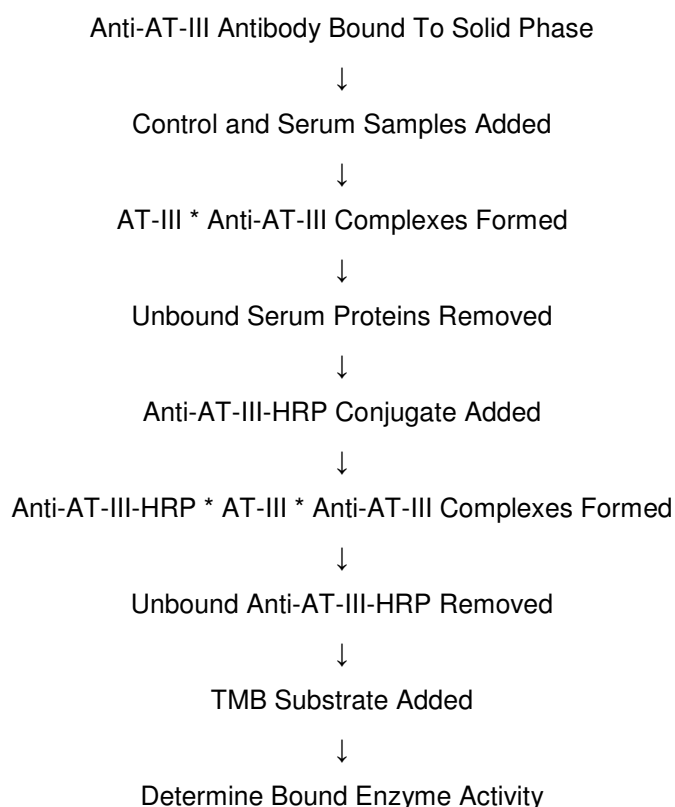 Anti-AT-III Antibody Bound To Solid Phase
↓
Control and Serum Samples Added
↓
AT-III * Anti-AT-III Complexes Formed
↓
Unbound Serum Proteins Removed
↓
Anti-AT-III-HRP Conjugate Added
↓
Anti-AT-III-HRP * AT-III * Anti-AT-III Complexes Formed
↓
Unbound Anti-AT-III-HRP Removed
↓
TMB Substrate Added
↓
Determine Bound Enzyme Activity